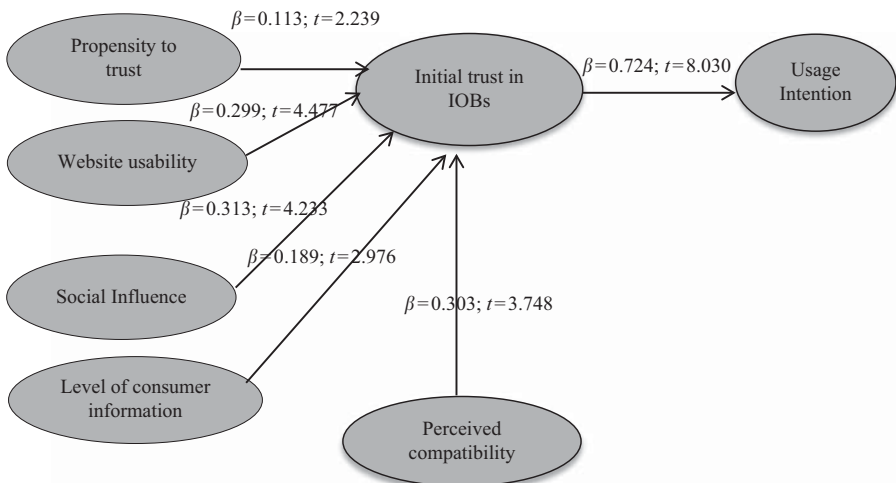 β=0.113; t=2.239
Propensity to
trust
Initial trust in
IOBs
β=0.724; t=8.030
Usage
Intention
β=0.299; t=4.477
Website usability
β=0.313; t=4.233
β=0.189; t=2.976
Social Influence
β=0.303; t=3.748
Level of consumer
information
Perceived
compatibility